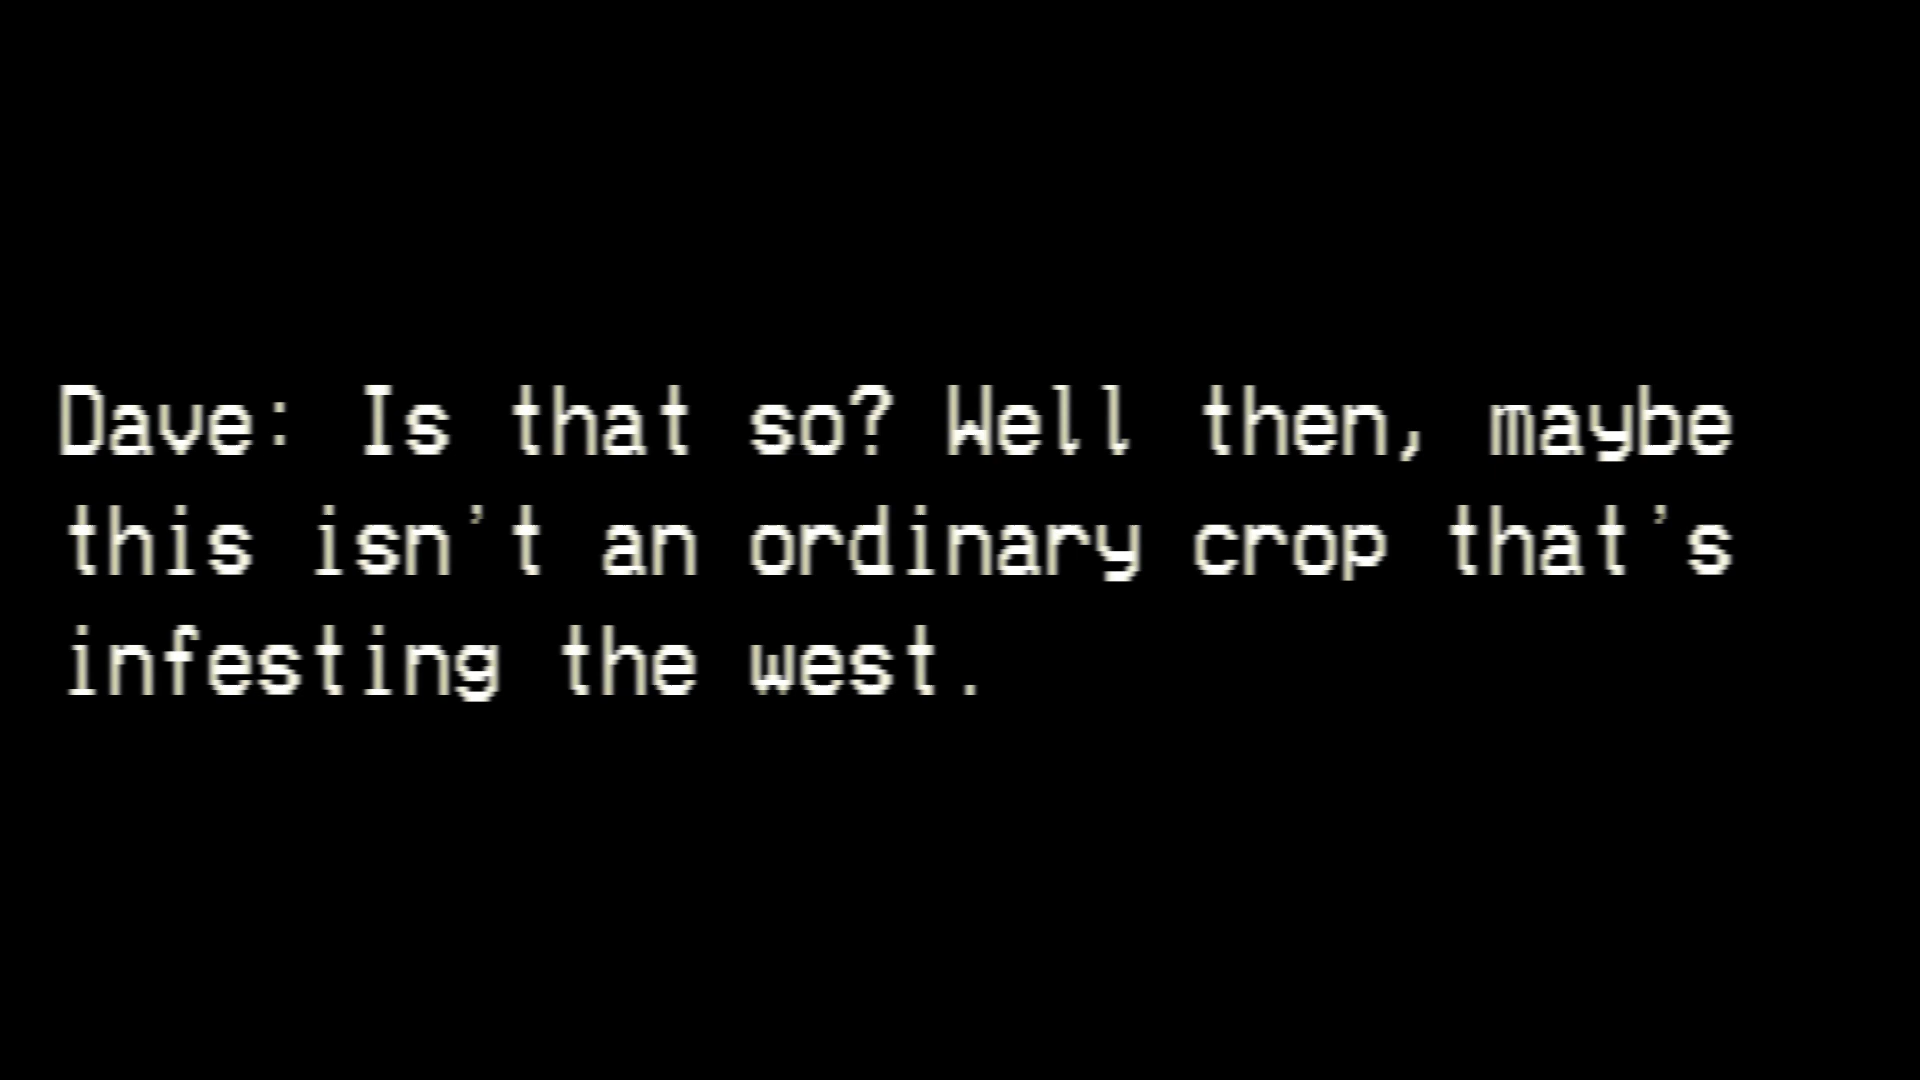 Dave: Is that so? Well then, maybe
this isn't an ordinary crop that's
infesting the west.